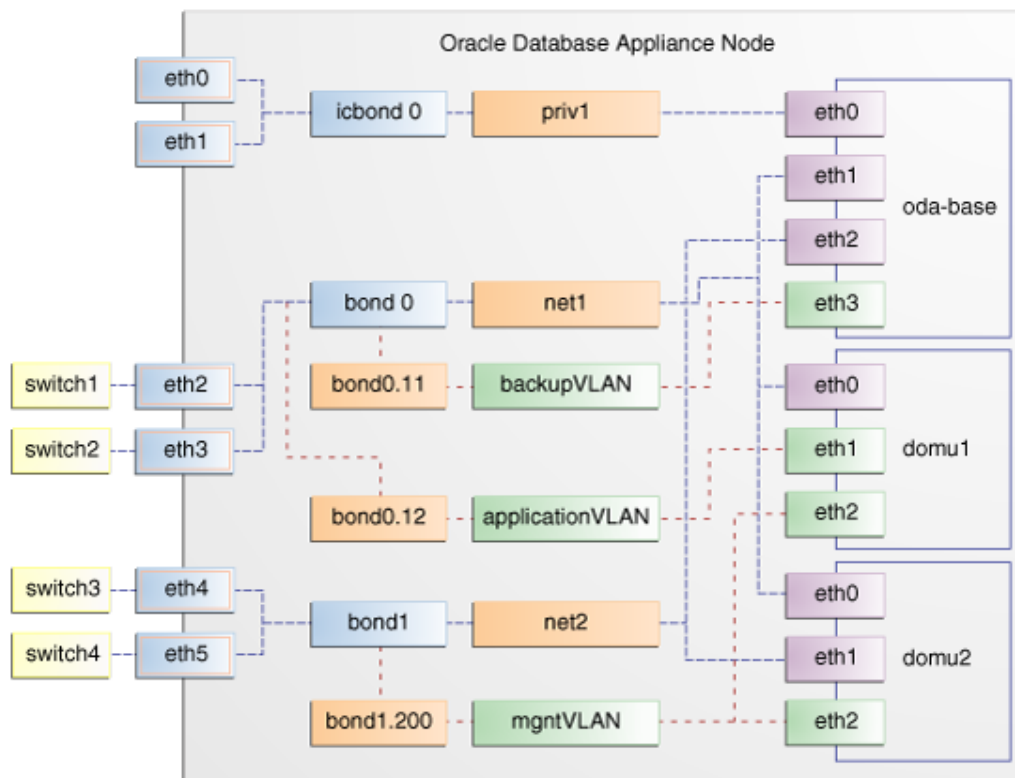 Oracle Database Appliance Node
eth0
eth1
icbond 0
priv1
eth0
eth1
eth2
eth3
oda-base
bond 0
net1
switch1
eth2
bond0.11
backupVLAN
switch2
eth3
eth0
eth1
eth2
domu1
bond0.12
applicationVLAN
switch3
eth4
switch4
eth5
bond1
net2
eth0
eth1
eth2
domu2
bond1.200
mgntVLAN